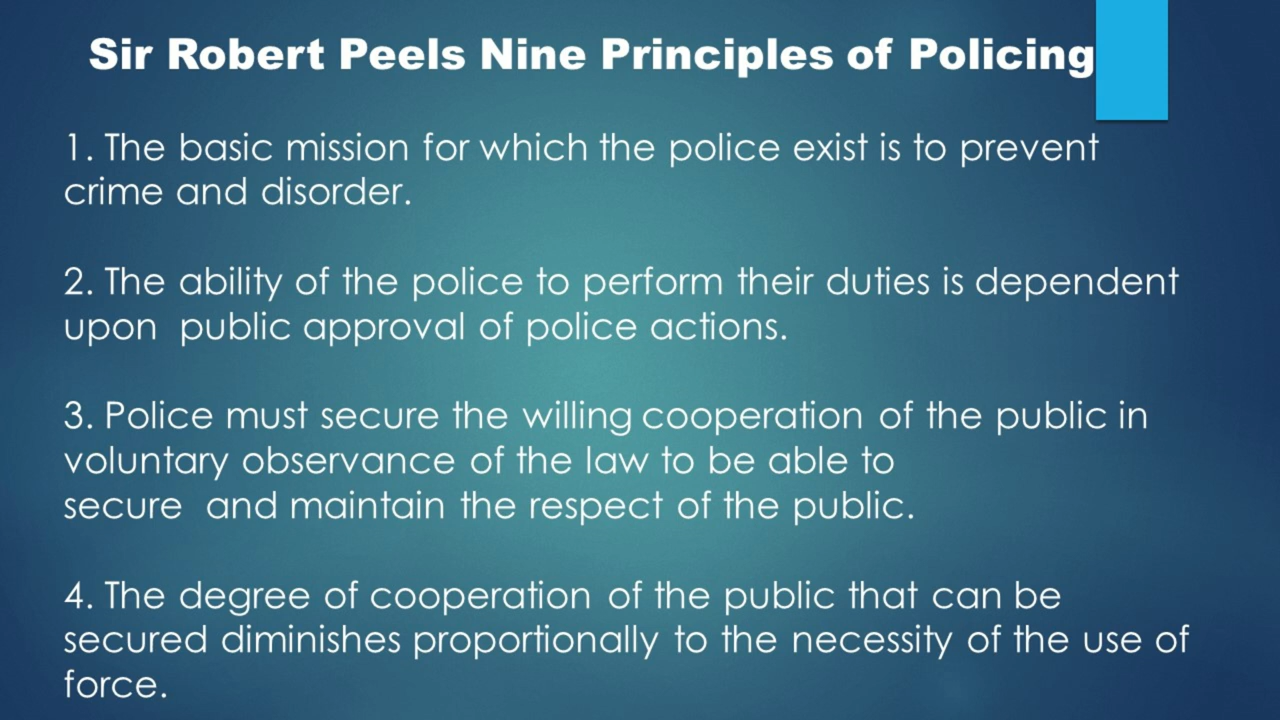 Sir Robert Peels Nine Principles of Policing
1. The basic mission for which the police exist is to prevent
crime and disorder.
2. The ability of the police to perform their duties is dependent
upon  public approval of police actions.
3. Police must secure the willing cooperation of the public in
voluntary observance of the law to be able to
secure  and maintain the respect of the public.
4. The degree of cooperation of the public that can be
secured diminishes proportionally to the necessity of the use of
force.